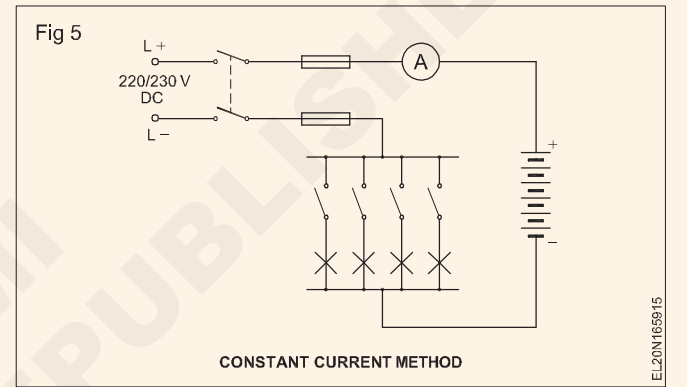 Fig 5
L +
220/230 V
DC
L –
A
+
–
CONSTANT CURRENT METHOD
EL20N165915